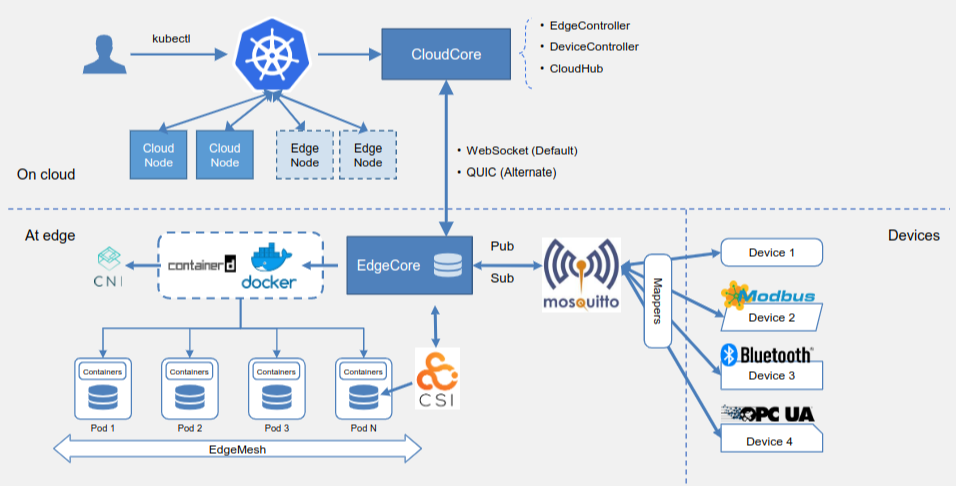 kubectl
CloudCore
• EdgeController
• DeviceController
• CloudHub
Cloud
Node
Cloud
Node
Edge
Node
Edge
Node
• WebSocket (Default)
• QUIC (Alternate)
On cloud
At edge
Devices
CNI
containerd
docker
EdgeCore
Pub
Sub
mosquitto
Mappers
Device 1
Modbus
Device 2
Bluetooth®
Device 3
OPC UA
Device 4
CSI
Containers
Containers
Containers
Containers
Pod 1
Pod 2
Pod 3
Pod N
EdgeMesh